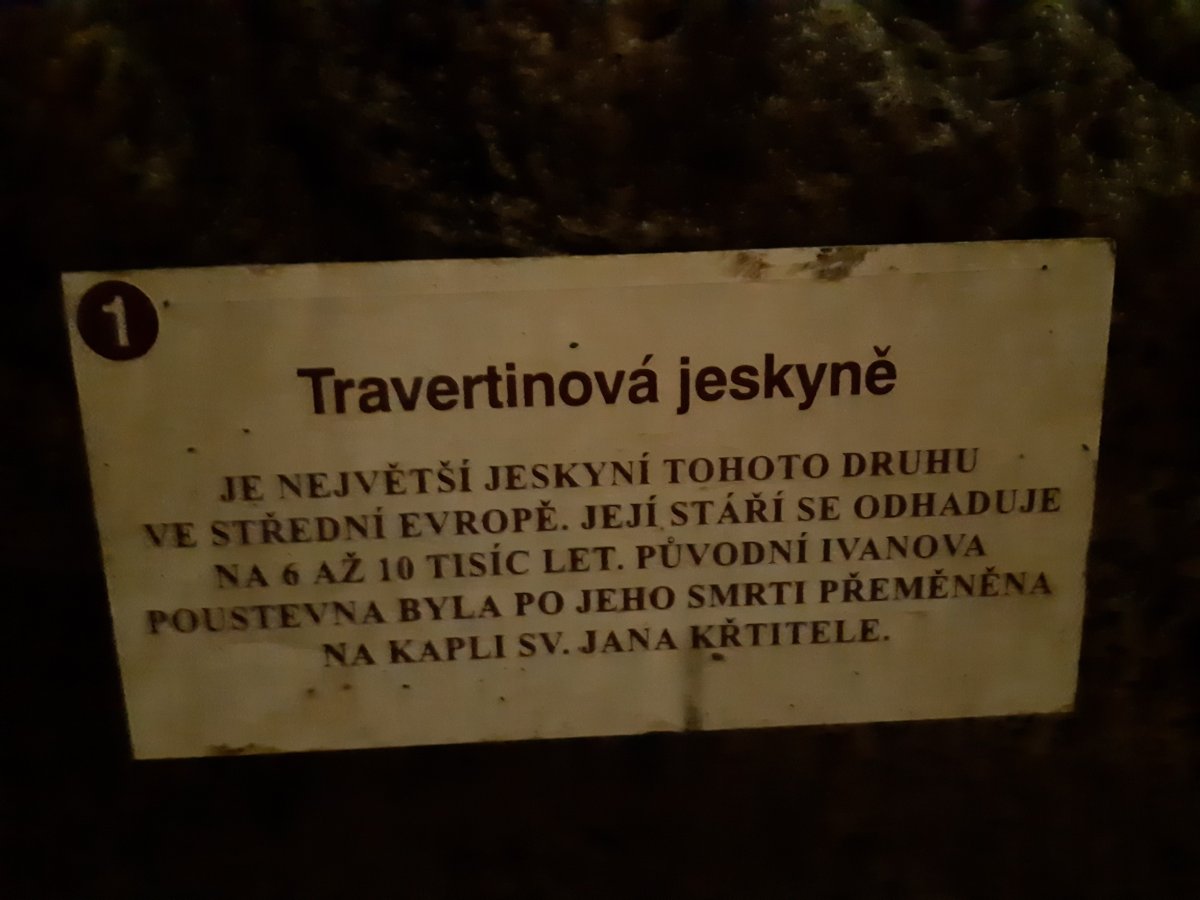 1
Travertinová jeskyně
JE NEJVĚTŠÍ JESKYNÍ TOHOTO DRUHU
VE STŘEDNÍ EVROPĚ. JEJÍ STÁŘÍ SE ODHADUJE
NA 6 AŽ 10 TISÍC LET. PŮVODNÍ IVANOVA
POUSTEVNA BYLA PO JEHO SMRTI PŘEMĚNĚNA
NA KAPLI SV. JANA KŘTITELE.